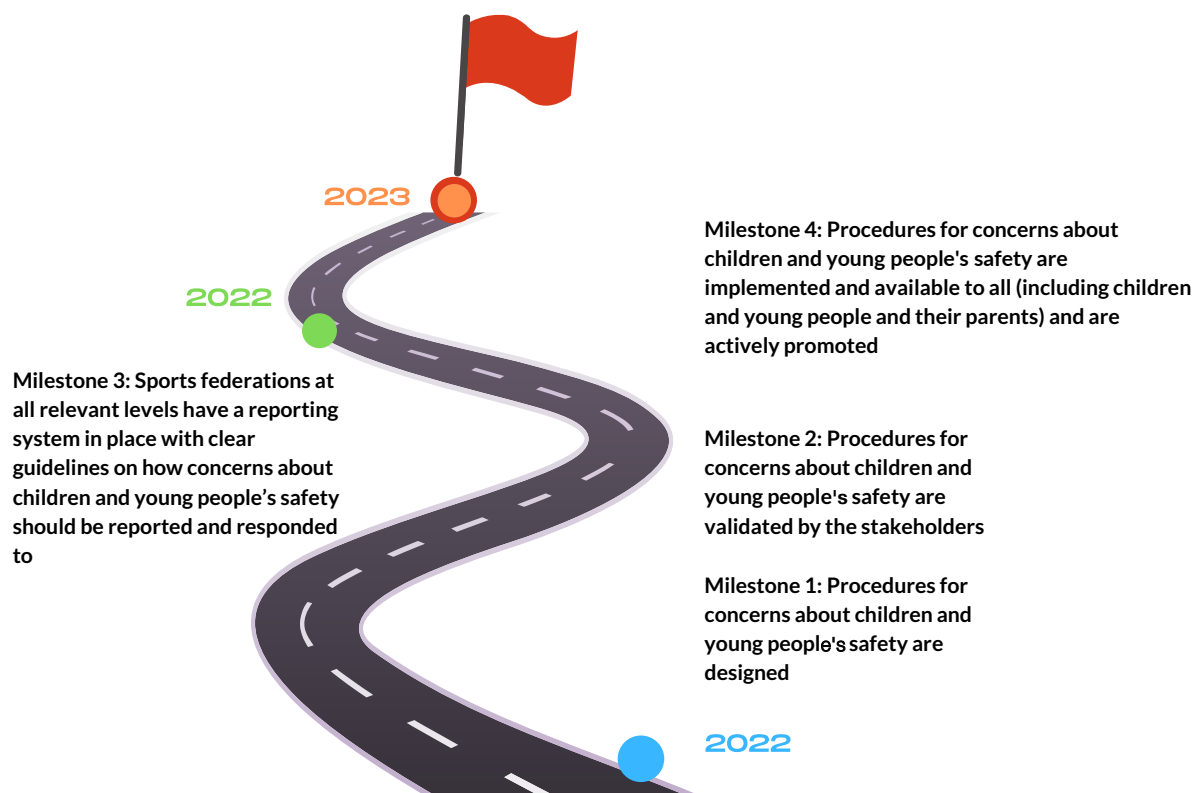 2023
2022
Milestone 4: Procedures for concerns about
children and young people's safety are
implemented and available to all (including children
and young people and their parents) and are
actively promoted
Milestone 3: Sports federations at
all relevant levels have a reporting
system in place with clear
guidelines on how concerns about
children and young people’s safety
should be reported and responded
to
Milestone 2: Procedures for
concerns about children and
young people's safety are
validated by the stakeholders
Milestone 1: Procedures for
concerns about children and
young people's safety are
designed
2022